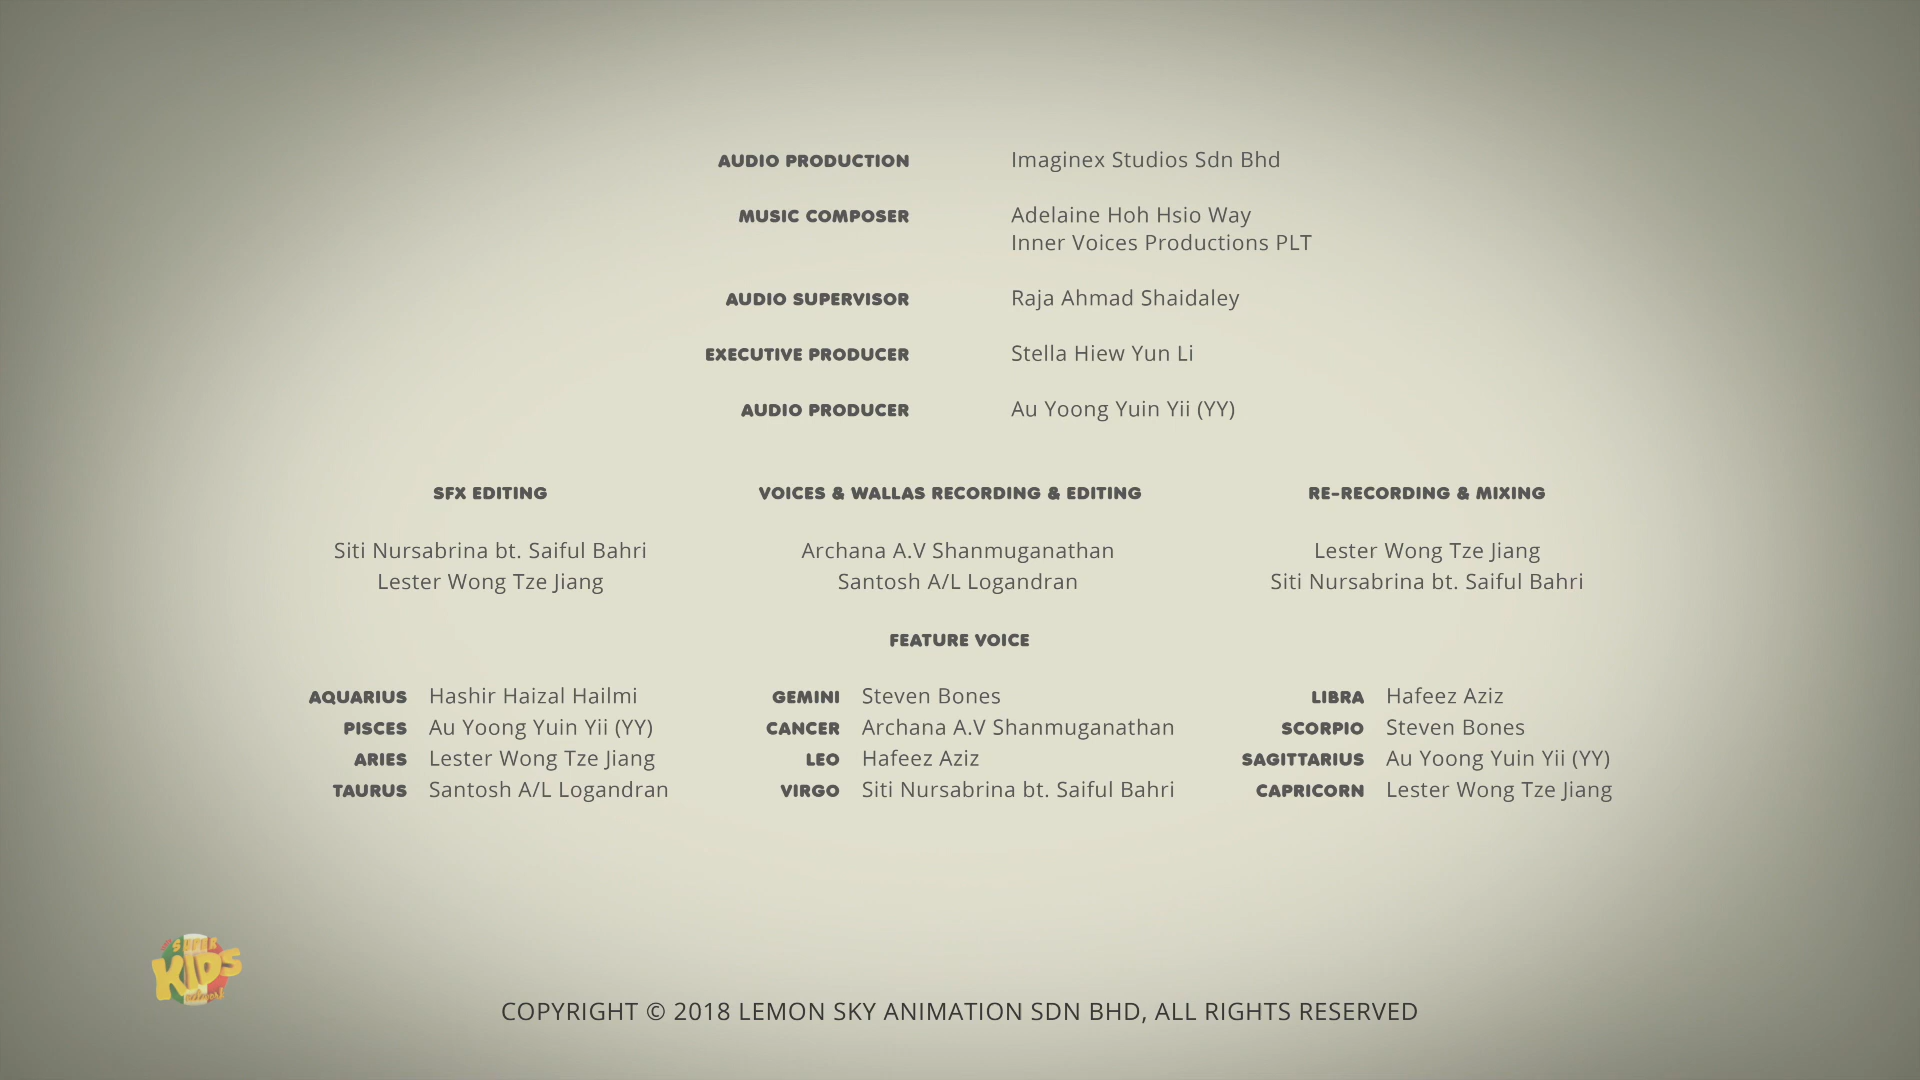 AUDIO PRODUCTION Imaginex Studios Sdn Bhd
MUSIC COMPOSER Adelaine Hoh Hsio Way
Inner Voices Productions PLT
AUDIO SUPERVISOR Raja Ahmad Shaidaley
EXECUTIVE PRODUCER Stella Hiew Yun Li
AUDIO PRODUCER Au Yoong Yuin Yii (YY)
SFX EDITING
Siti Nursabrina bt. Saiful Bahri
Lester Wong Tze Jiang
VOICES & WALLAS RECORDING & EDITING
Archana A.V Shanmuganathan
Santosh A/L Logandran
RE-RECORDING & MIXING
Lester Wong Tze Jiang
Siti Nursabrina bt. Saiful Bahri
FEATURE VOICE
AQUARIUS Hashir Haizal Hailmi
PISCES Au Yoong Yuin Yii (YY)
ARIES Lester Wong Tze Jiang
TAURUS Santosh A/L Logandran
GEMINI Steven Bones
CANCER Archana A.V Shanmuganathan
LEO Hafeez Aziz
VIRGO Siti Nursabrina bt. Saiful Bahri
LIBRA Hafeez Aziz
SCORPIO Steven Bones
SAGITTARIUS Au Yoong Yuin Yii (YY)
CAPRICORN Lester Wong Tze Jiang
SUPER
KIDS
COPYRIGHT © 2018 LEMON SKY ANIMATION SDN BHD, ALL RIGHTS RESERVED